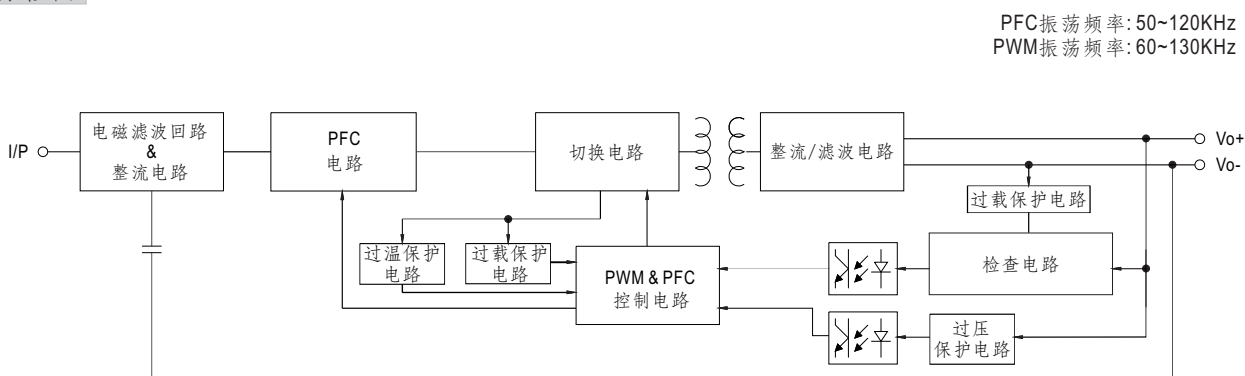 PFC振荡频率: 50~120KHz
PWM振荡频率: 60~130KHz
I/P
电磁滤波回路
&
整流电路
PFC
电路
切换电路
整流/滤波电路
Vo+
Vo-
过载保护电路
过温保护
电路
过载保护
电路
PWM & PFC
控制电路
检查电路
过压
保护电路